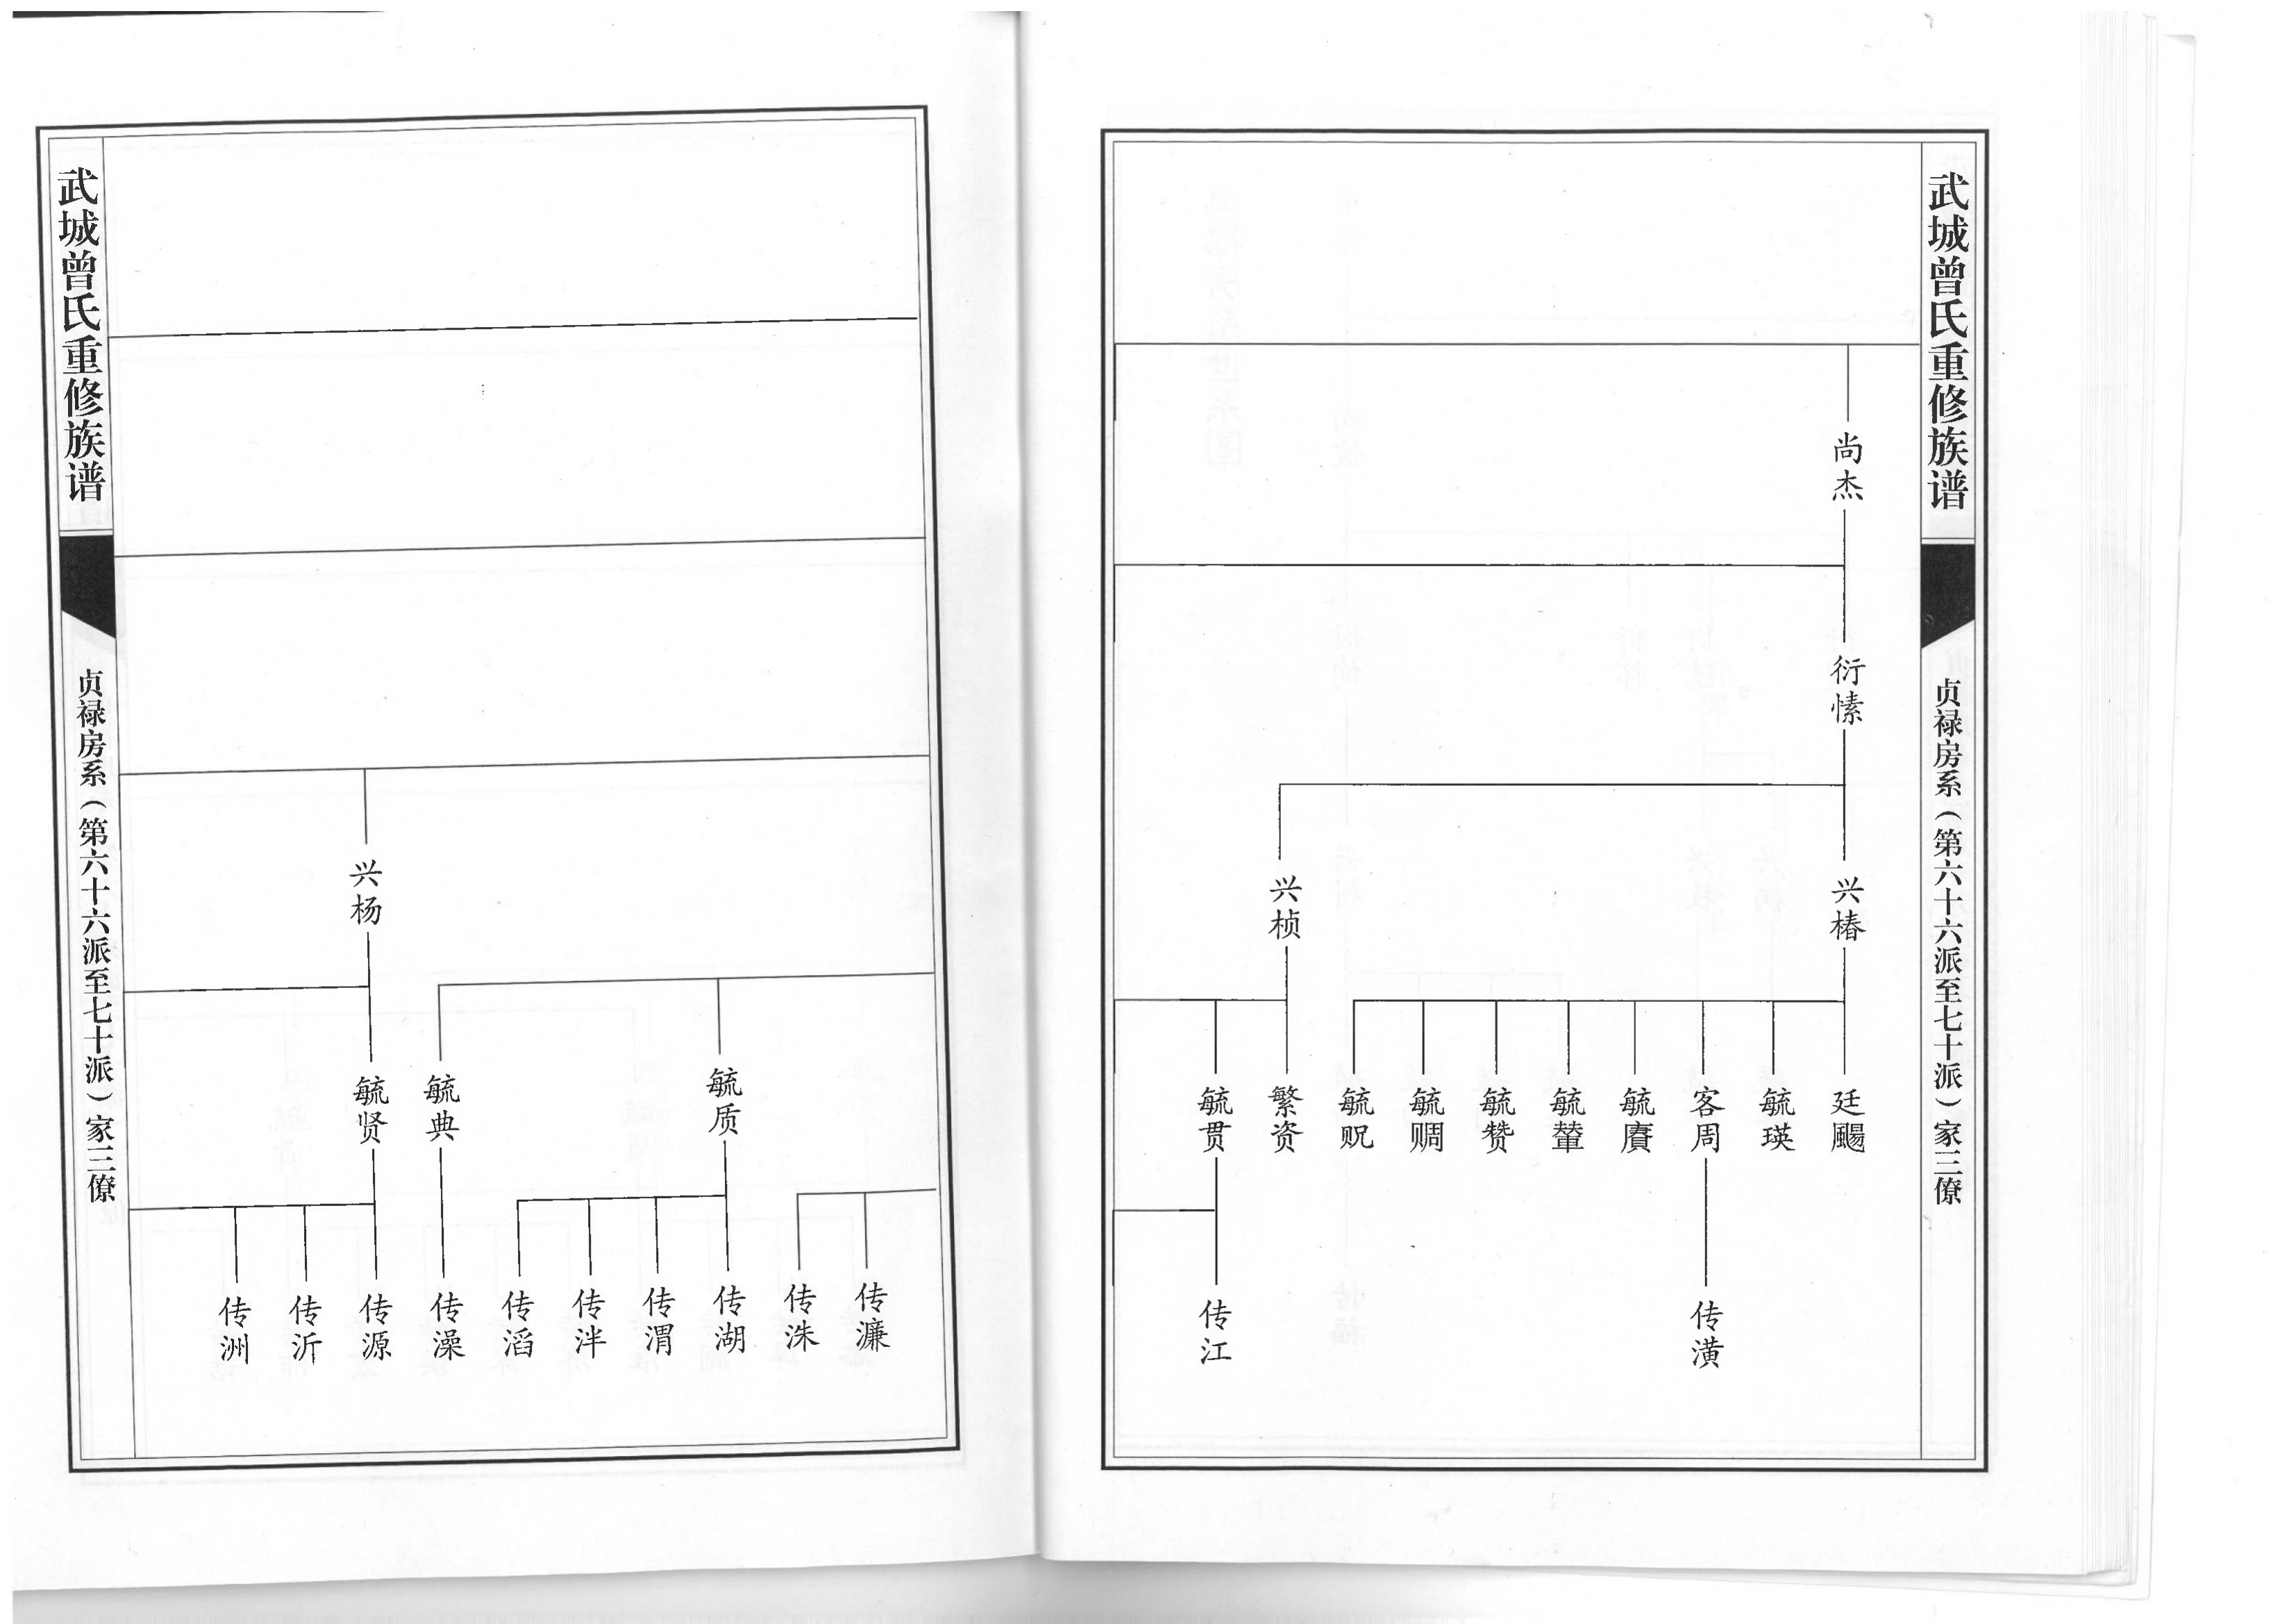 武城曾氏重修族谱
贞禄房系（第六十六派至七十派）家三僚
尚杰
衍愫
兴椿
兴桢
廷颺
毓瑛
客周
毓赓
毓辇
毓赞
毓赒
毓贶
繁资
毓贯
传潢
传江
武城曾氏重修族谱
贞禄房系（第六十六派至七十派）家三僚
兴杨
毓质
毓典
毓贤
传濂
传洙
传湖
传渭
传泮
传滔
传澡
传源
传沂
传洲